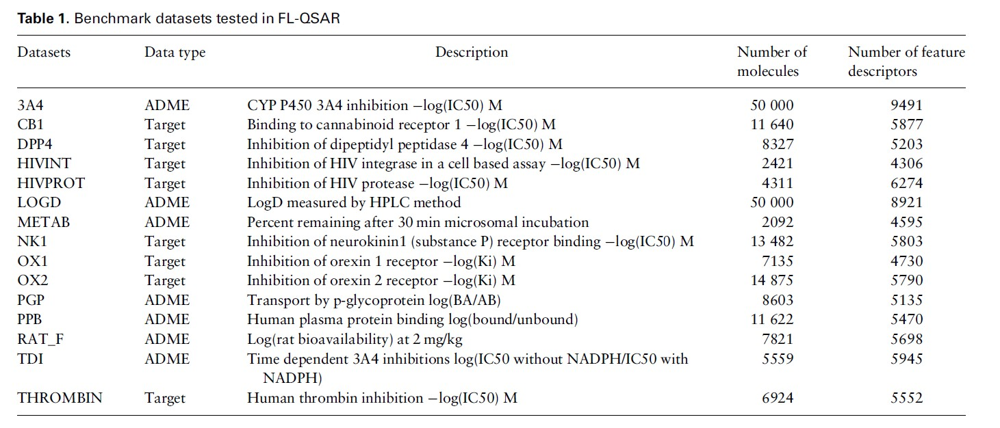 Table 1. Benchmark datasets tested in FL-QSAR
Datasets Data type Description Number of molecules Number of feature descriptors
3A4 ADME CYP P450 3A4 inhibition −log(IC50) M 50 000 9491
CB1 Target Binding to cannabinoid receptor 1 −log(IC50) M 11 640 5877
DPP4 Target Inhibition of dipeptidyl peptidase 4 −log(IC50) M 8327 5203
HIVINT Target Inhibition of HIV integrase in a cell based assay −log(IC50) M 2421 4306
HIVPROT Target Inhibition of HIV protease −log(IC50) M 4311 6274
LOGD ADME LogD measured by HPLC method 50 000 8921
METAB ADME Percent remaining after 30 min microsomal incubation 2092 4595
NK1 Target Inhibition of neurokinin1 (substance P) receptor binding −log(IC50) M 13 482 5803
OX1 Target Inhibition of orexin 1 receptor −log(Ki) M 7135 4730
OX2 Target Inhibition of orexin 2 receptor −log(Ki) M 14 875 5790
PGP ADME Transport by p-glycoprotein log(BA/AB) 8603 5135
PPB ADME Human plasma protein binding log(bound/unbound) 11 622 5470
RAT_F ADME Log(rat bioavailability) at 2 mg/kg 7821 5698
TDI ADME Time dependent 3A4 inhibitions log(IC50 without NADPH/IC50 with 5559 5945
NADPH)
THROMBIN Target Human thrombin inhibition −log(IC50) M 6924 5552